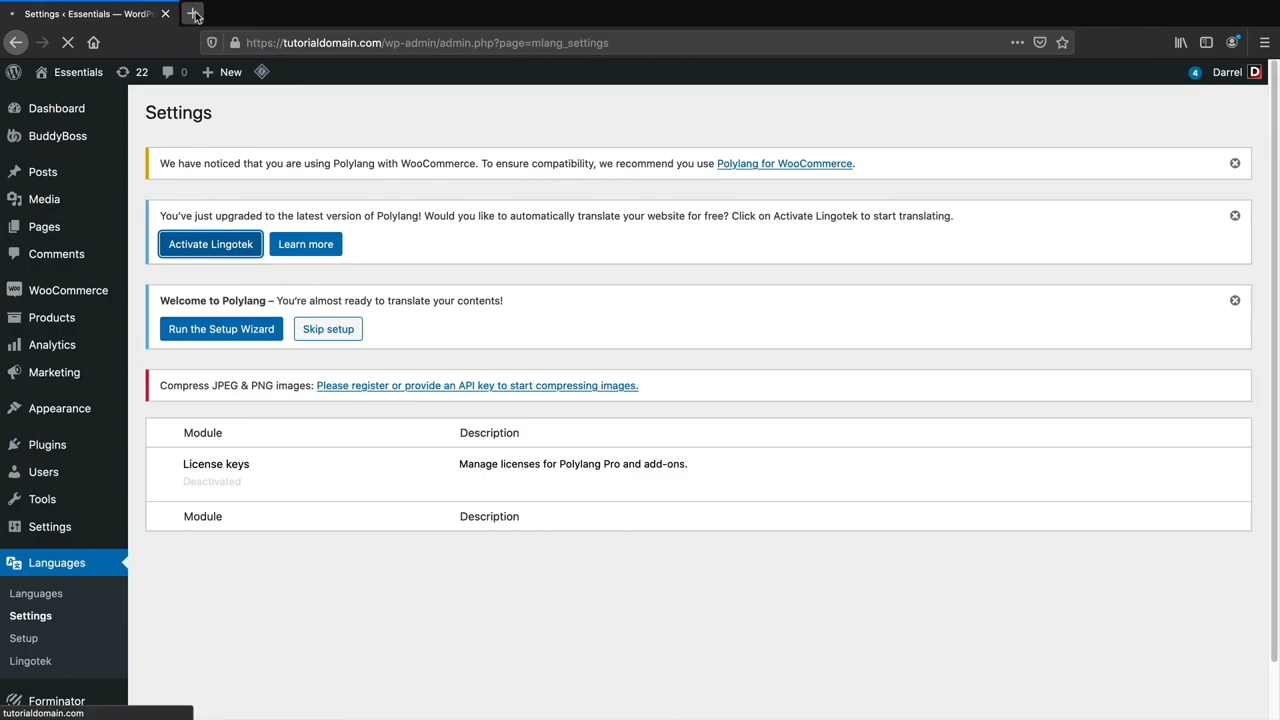 Settings ‹ Essentials — WordP
https://tutorialdomain.com/wp-admin/admin.php?page=mlang_settings
Essentials
22
0
New
4
Darrel
D
Dashboard
BuddyBoss
Posts
Media
Pages
Comments
WooCommerce
Products
Analytics
Marketing
Appearance
Plugins
Users
Tools
Settings
Languages
Languages
Settings
Setup
Lingotek
Forminator
tutorialdomain.com
Settings
We have noticed that you are using Polylang with WooCommerce. To ensure compatibility, we recommend you use Polylang for WooCommerce.
You've just upgraded to the latest version of Polylang! Would you like to automatically translate your website for free? Click on Activate Lingotek to start translating.
Activate Lingotek
Learn more
Welcome to Polylang – You're almost ready to translate your contents!
Run the Setup Wizard
Skip setup
Compress JPEG & PNG images: Please register or provide an API key to start compressing images.
Module
Description
License keys
Manage licenses for Polylang Pro and add-ons.
Deactivated
Module
Description